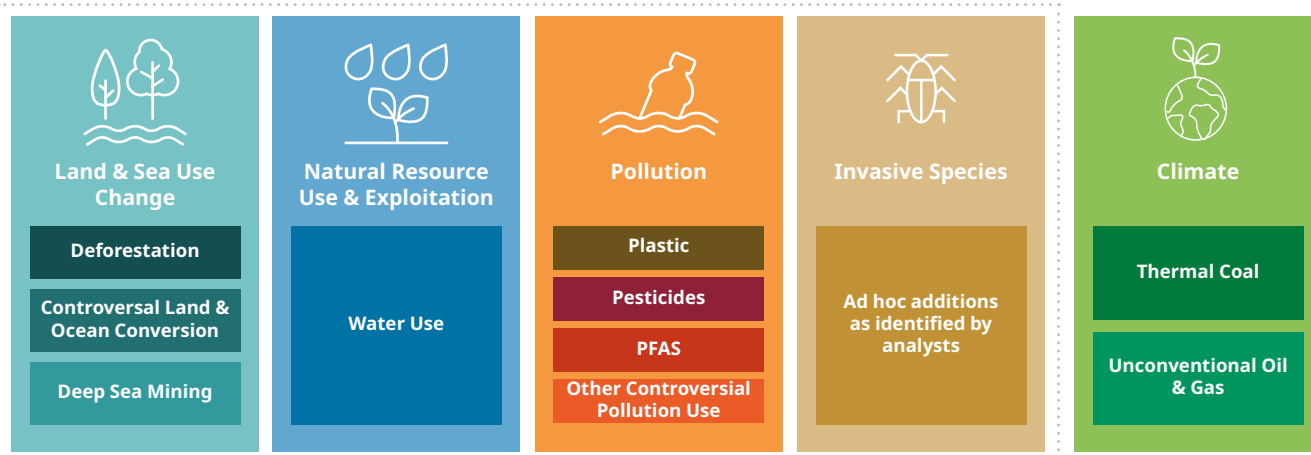 Land & Sea Use
Change
Deforestation
Controversal Land &
Ocean Conversion
Deep Sea Mining
Natural Resource
Use & Exploitation
Water Use
Pollution
Plastic
Pesticides
PFAS
Other Controversial
Pollution Use
Invasive Species
Ad hoc additions
as identified by
analysts
Climate
Thermal Coal
Unconventional Oil
& Gas